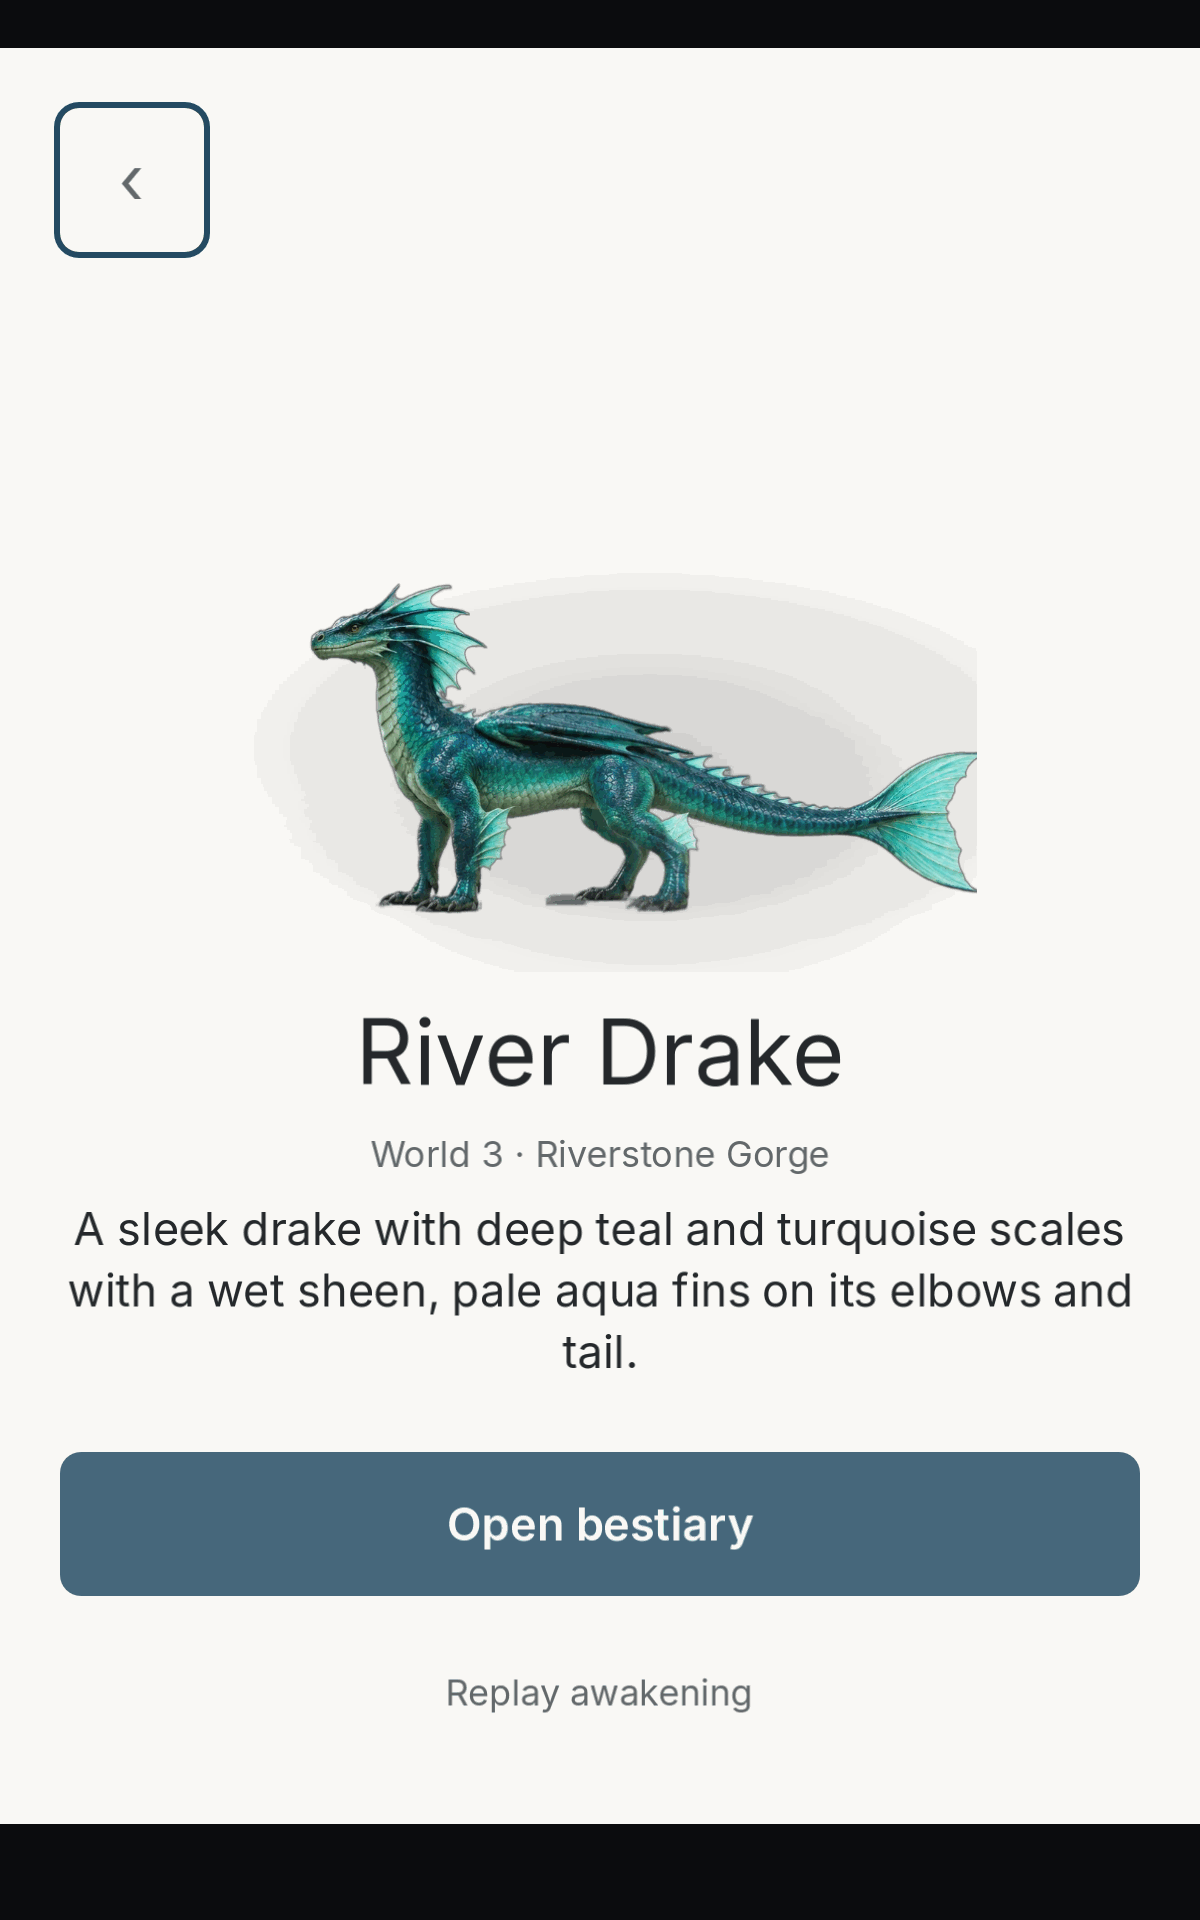 ‹
River Drake
World 3 · Riverstone Gorge
A sleek drake with deep teal and turquoise scales
with a wet sheen, pale aqua fins on its elbows and
tail.
Open bestiary
Replay awakening